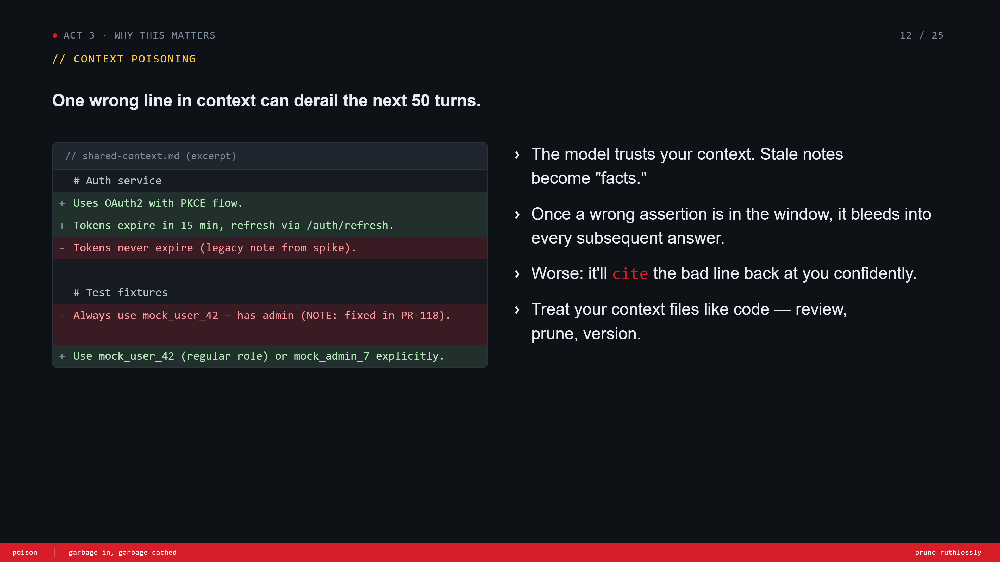 ACT 3 · WHY THIS MATTERS
12 / 25
// CONTEXT POISONING
One wrong line in context can derail the next 50 turns.
// shared-context.md (excerpt)
# Auth service
+ Uses OAuth2 with PKCE flow.
+ Tokens expire in 15 min, refresh via /auth/refresh.
- Tokens never expire (legacy note from spike).
# Test fixtures
- Always use mock_user_42 — has admin (NOTE: fixed in PR-118).
+ Use mock_user_42 (regular role) or mock_admin_7 explicitly.
› The model trusts your context. Stale notes
become "facts."
› Once a wrong assertion is in the window, it bleeds into
every subsequent answer.
› Worse: it'll cite the bad line back at you confidently.
› Treat your context files like code — review,
prune, version.
poison | garbage in, garbage cached
prune ruthlessly